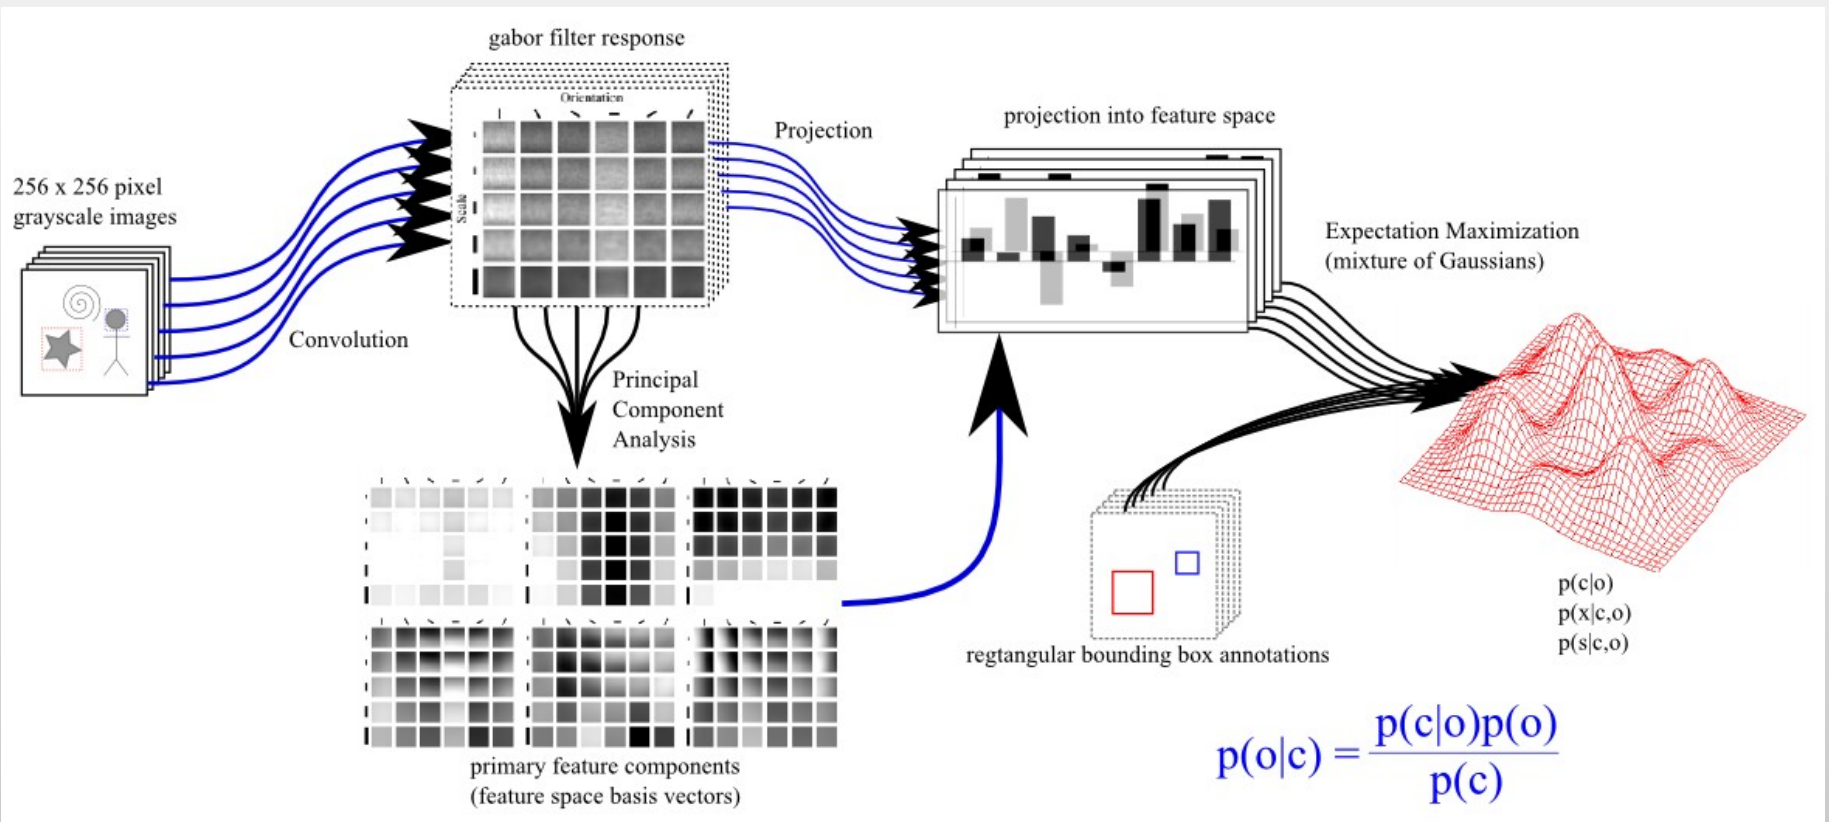 gabor filter response
Orientation
Scale
256 x 256 pixel
grayscale images
Convolution
Projection
projection into feature space
Principal
Component
Analysis
Expectation Maximization
(mixture of Gaussians)
regtangular bounding box annotations
primary feature components
(feature space basis vectors)
p(c|o)
p(x|c,o)
p(s|c,o)
p(o|c) = p(c|o)p(o)
p(c)